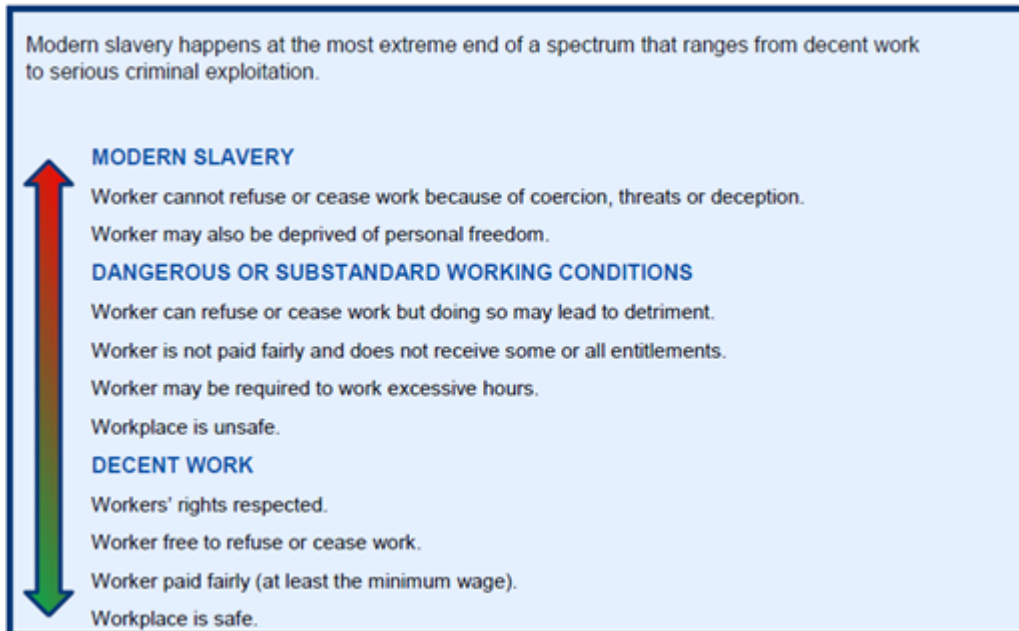 Modern slavery happens at the most extreme end of a spectrum that ranges from decent work
to serious criminal exploitation.
MODERN SLAVERY
Worker cannot refuse or cease work because of coercion, threats or deception.
Worker may also be deprived of personal freedom.
DANGEROUS OR SUBSTANDARD WORKING CONDITIONS
Worker can refuse or cease work but doing so may lead to detriment.
Worker is not paid fairly and does not receive some or all entitlements.
Worker may be required to work excessive hours.
Workplace is unsafe.
DECENT WORK
Workers' rights respected.
Worker free to refuse or cease work.
Worker paid fairly (at least the minimum wage).
Workplace is safe.